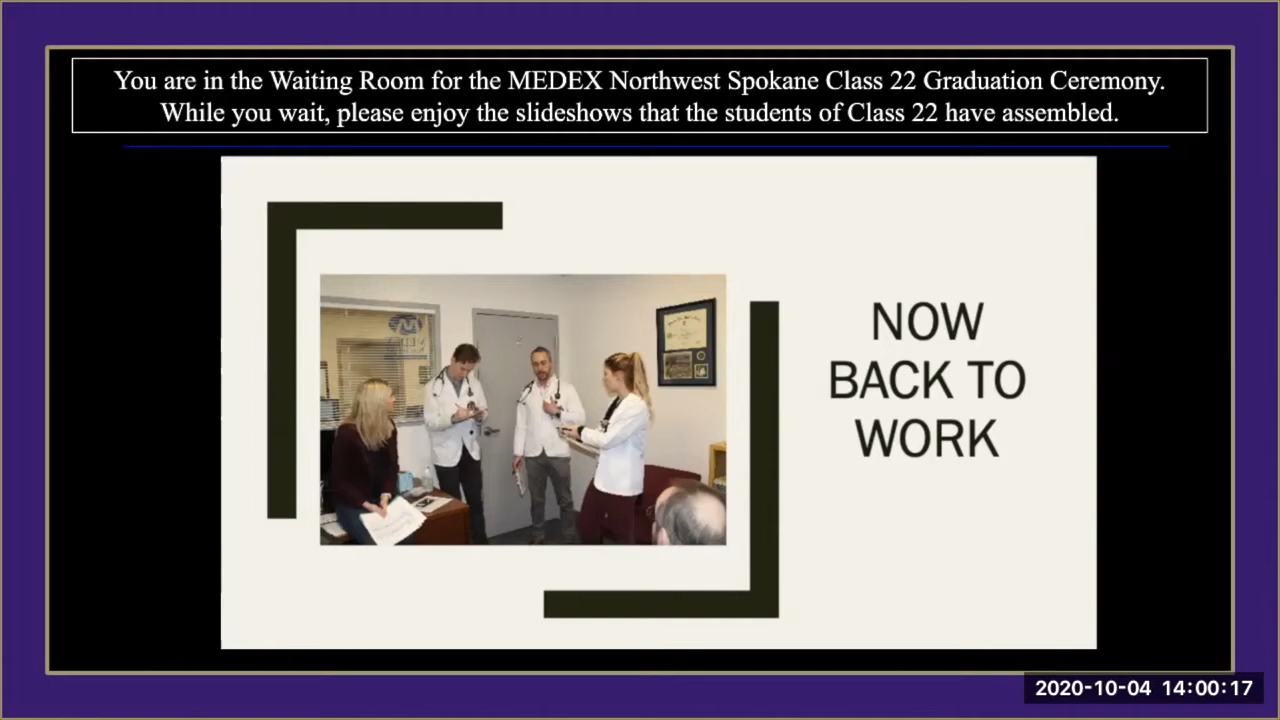 You are in the Waiting Room for the MEDEX Northwest Spokane Class 22 Graduation Ceremony.
While you wait, please enjoy the slideshows that the students of Class 22 have assembled.
NOW
BACK TO
WORK
2020-10-04 14:00:17